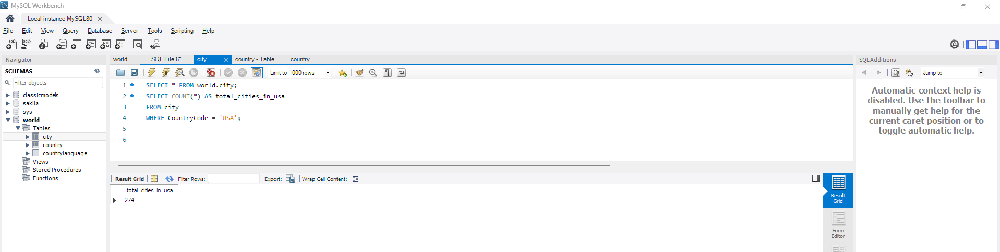 MySQL Workbench
Local instance MySQL80
File Edit View Query Database Server Tools Scripting Help
Navigator
SCHEMAS
Filter objects
classicmodels
sakila
sys
world
Tables
city
country
countrylanguage
Views
Stored Procedures
Functions
world SQL File 6* city country - Table country
Limit to 1000 rows
1 SELECT * FROM world.city;
2 SELECT COUNT(*) AS total_cities_in_usa
3 FROM city
4 WHERE CountryCode = 'USA';
5
6
Result Grid Filter Rows: Export: Wrap Cell Content:
total_cities_in_usa
274
Result
Grid
Form
Editor
SQLAdditions
Jump to
Automatic context help is
disabled. Use the toolbar to
manually get help for the
current caret position or to
toggle automatic help.